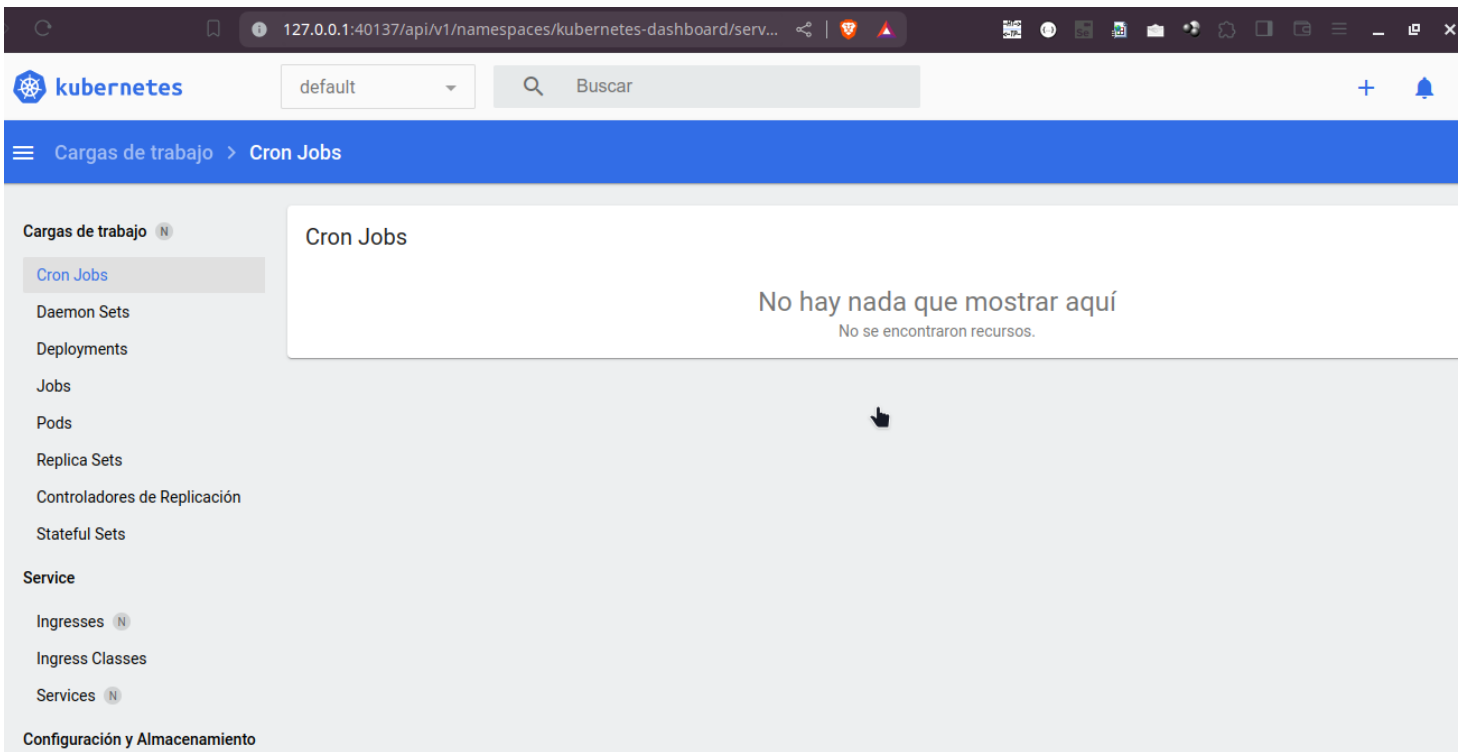 127.0.0.1:40137/api/v1/namespaces/kubernetes-dashboard/serv...
kubernetes
default
Buscar
Cargas de trabajo > Cron Jobs
Cargas de trabajo N
Cron Jobs
Daemon Sets
Deployments
Jobs
Pods
Replica Sets
Controladores de Replicación
Stateful Sets
Service
Ingresses N
Ingress Classes
Services N
Configuración y Almacenamiento
Cron Jobs
No hay nada que mostrar aquí
No se encontraron recursos.